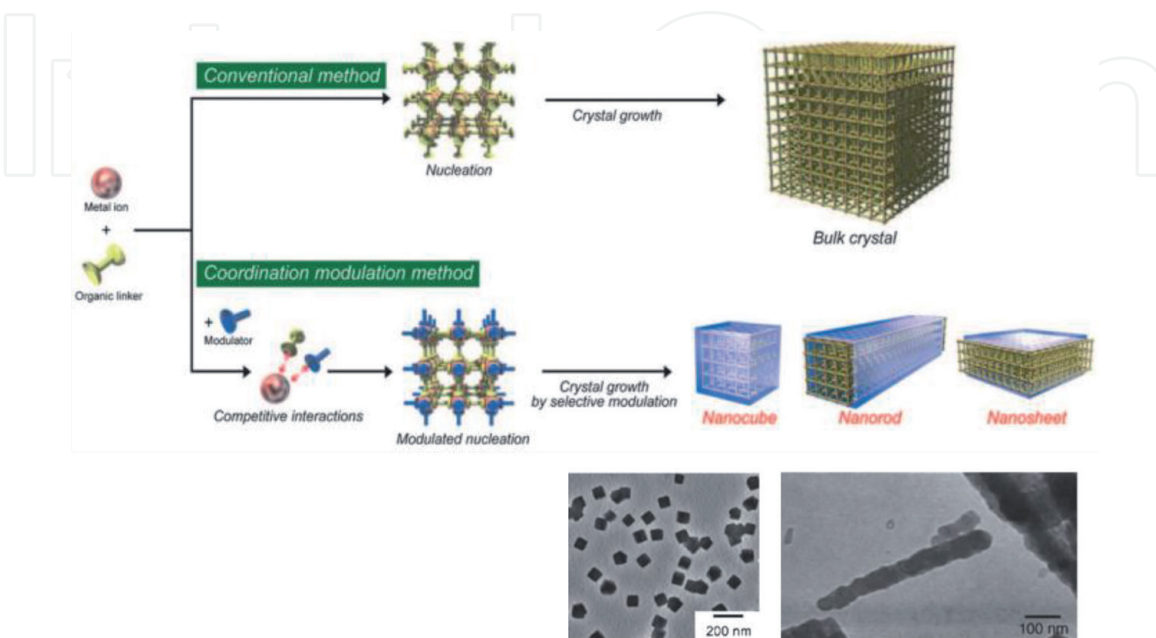 Conventional method
Nucleation
Crystal growth
Bulk crystal
Metal ion
+
Organic linker
Coordination modulation method
+
Modulator
Competitive interactions
Modulated nucleation
Crystal growth
by selective modulation
Nanocube
Nanorod
Nanosheet
200 nm
100 nm